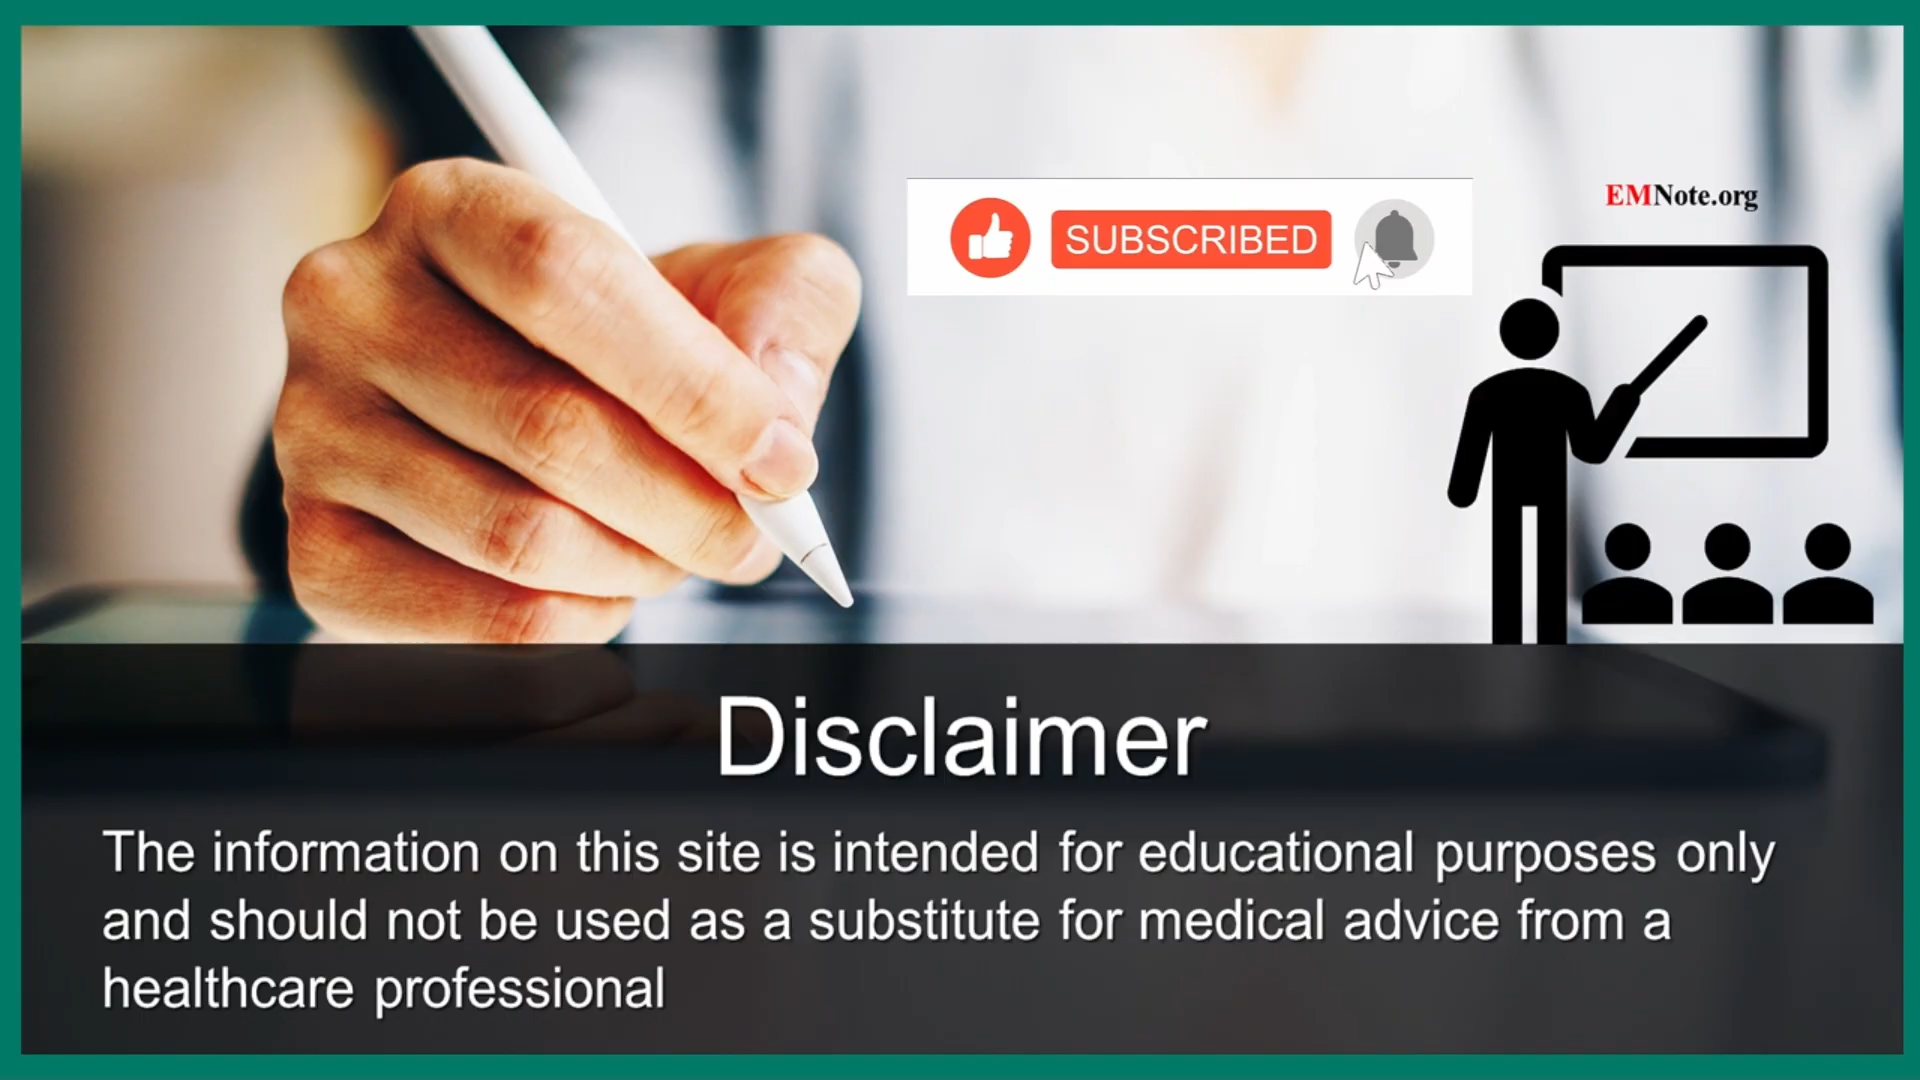 EMNote.org
SUBSCRIBED
Disclaimer
The information on this site is intended for educational purposes only
and should not be used as a substitute for medical advice from a
healthcare professional